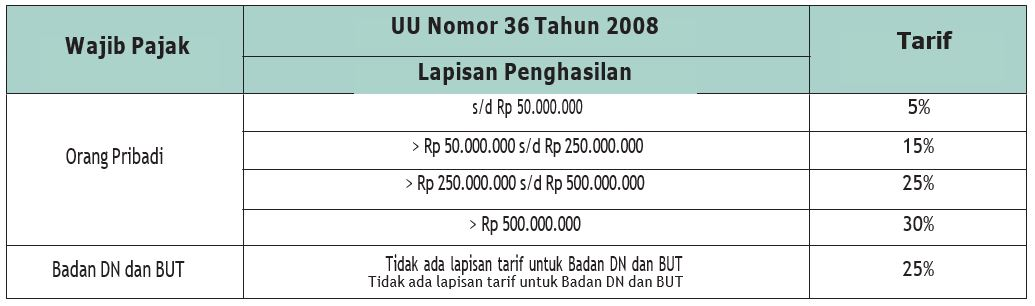 Wajib Pajak
UU Nomor 36 Tahun 2008
Tarif
Lapisan Penghasilan
Orang Pribadi
s/d Rp 50.000.000
5%
> Rp 50.000.000 s/d Rp 250.000.000
15%
> Rp 250.000.000 s/d Rp 500.000.000
25%
> Rp 500.000.000
30%
Badan DN dan BUT
Tidak ada lapisan tarif untuk Badan DN dan BUT
Tidak ada lapisan tarif untuk Badan DN dan BUT
25%